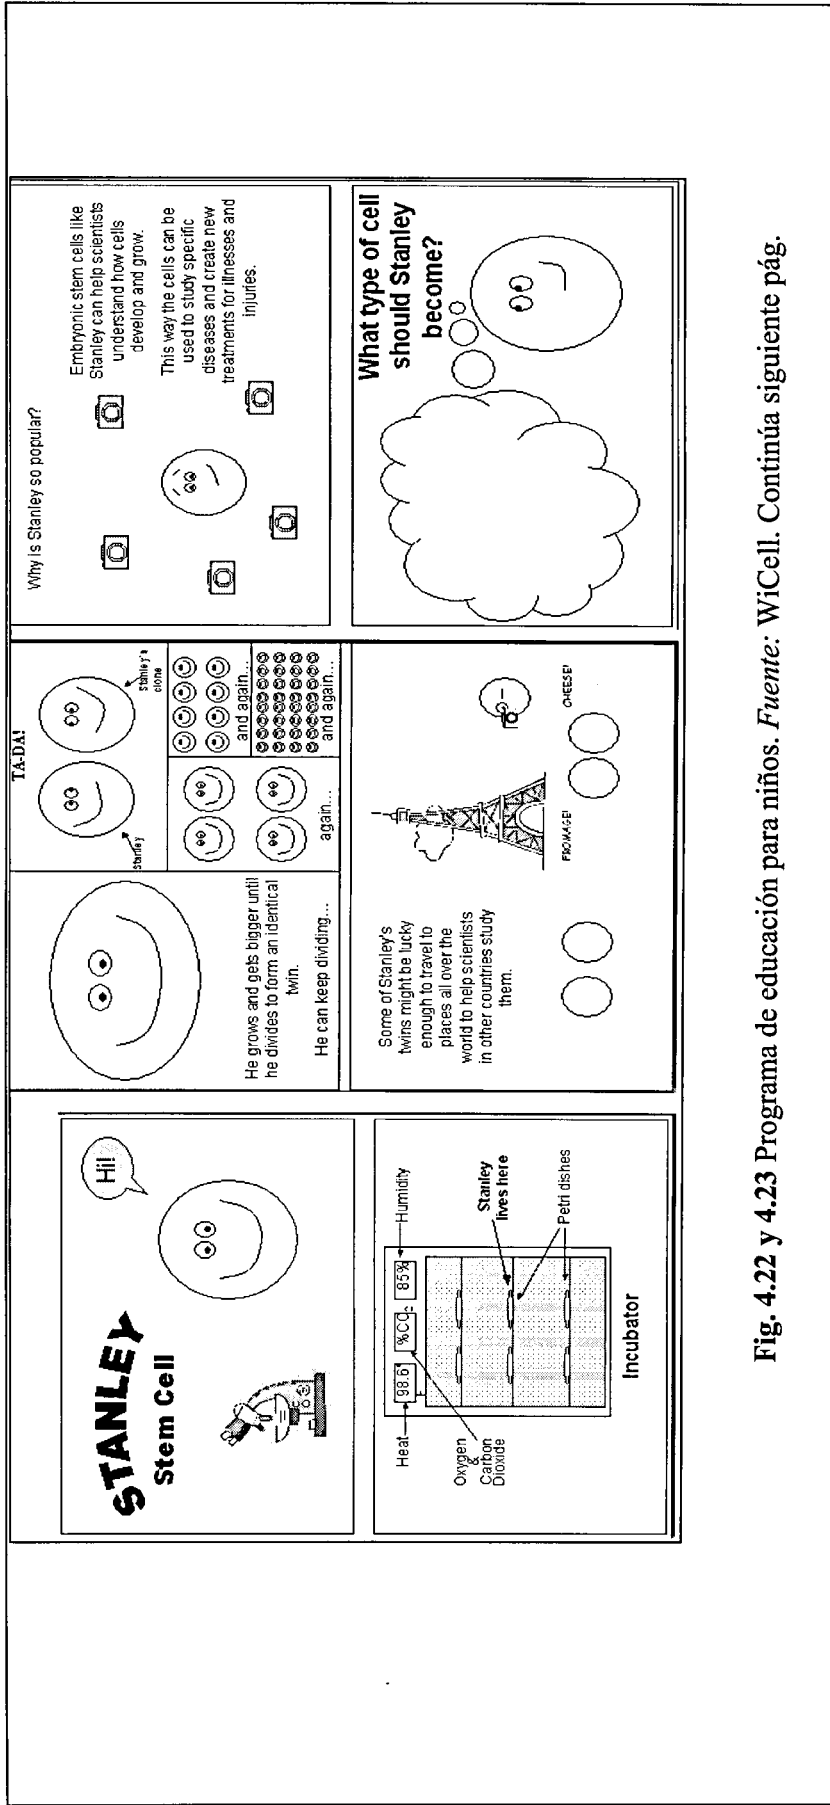 STANLEY
Stem Cell
Hi!
Heat
98.6°
%CO₂
85%
Humidity
Oxygen
&
Carbon
Dioxide
Stanley
lives here
Petri dishes
Incubator
He grows and gets bigger until
he divides to form an identical
twin.
He can keep dividing...
TA-DA!
Stanley
Stanley's
clone
again...
and again...
and again...
Some of Stanley's
twins might be lucky
enough to travel to
places all over the
world to help scientists
in other countries study
them.
FROMAGE!
CHEESE!
Why is Stanley so popular?
Embryonic stem cells like
Stanley can help scientists
understand how cells
develop and grow.
This way the cells can be
used to study specific
diseases and create new
treatments for illnesses and
injuries.
What type of cell
should Stanley
become?
Fig. 4.22 y 4.23 Programa de educación para niños. Fuente: WiCell. Continúa siguiente pág.